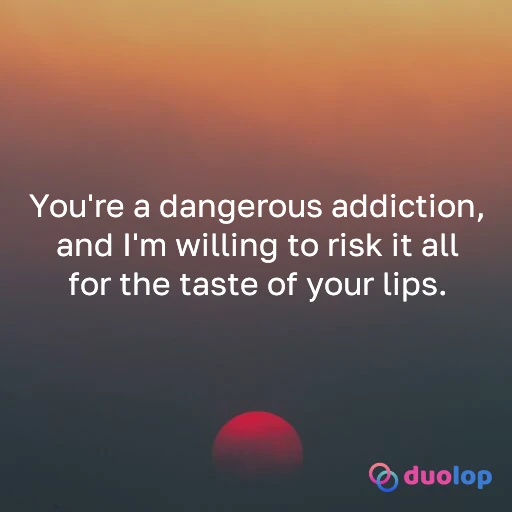 You're a dangerous addiction,
and I'm willing to risk it all
for the taste of your lips.
duolop